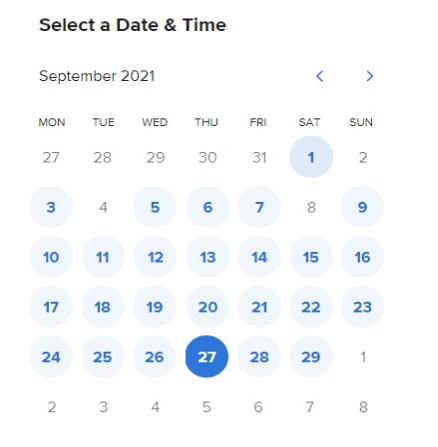 Select a Date & Time
September 2021
MON TUE WED THU FRI SAT SUN
27 28 29 30 31 1 2
3 4 5 6 7 8 9
10 11 12 13 14 15 16
17 18 19 20 21 22 23
24 25 26 27 28 29 1
2 3 4 5 6 7 8